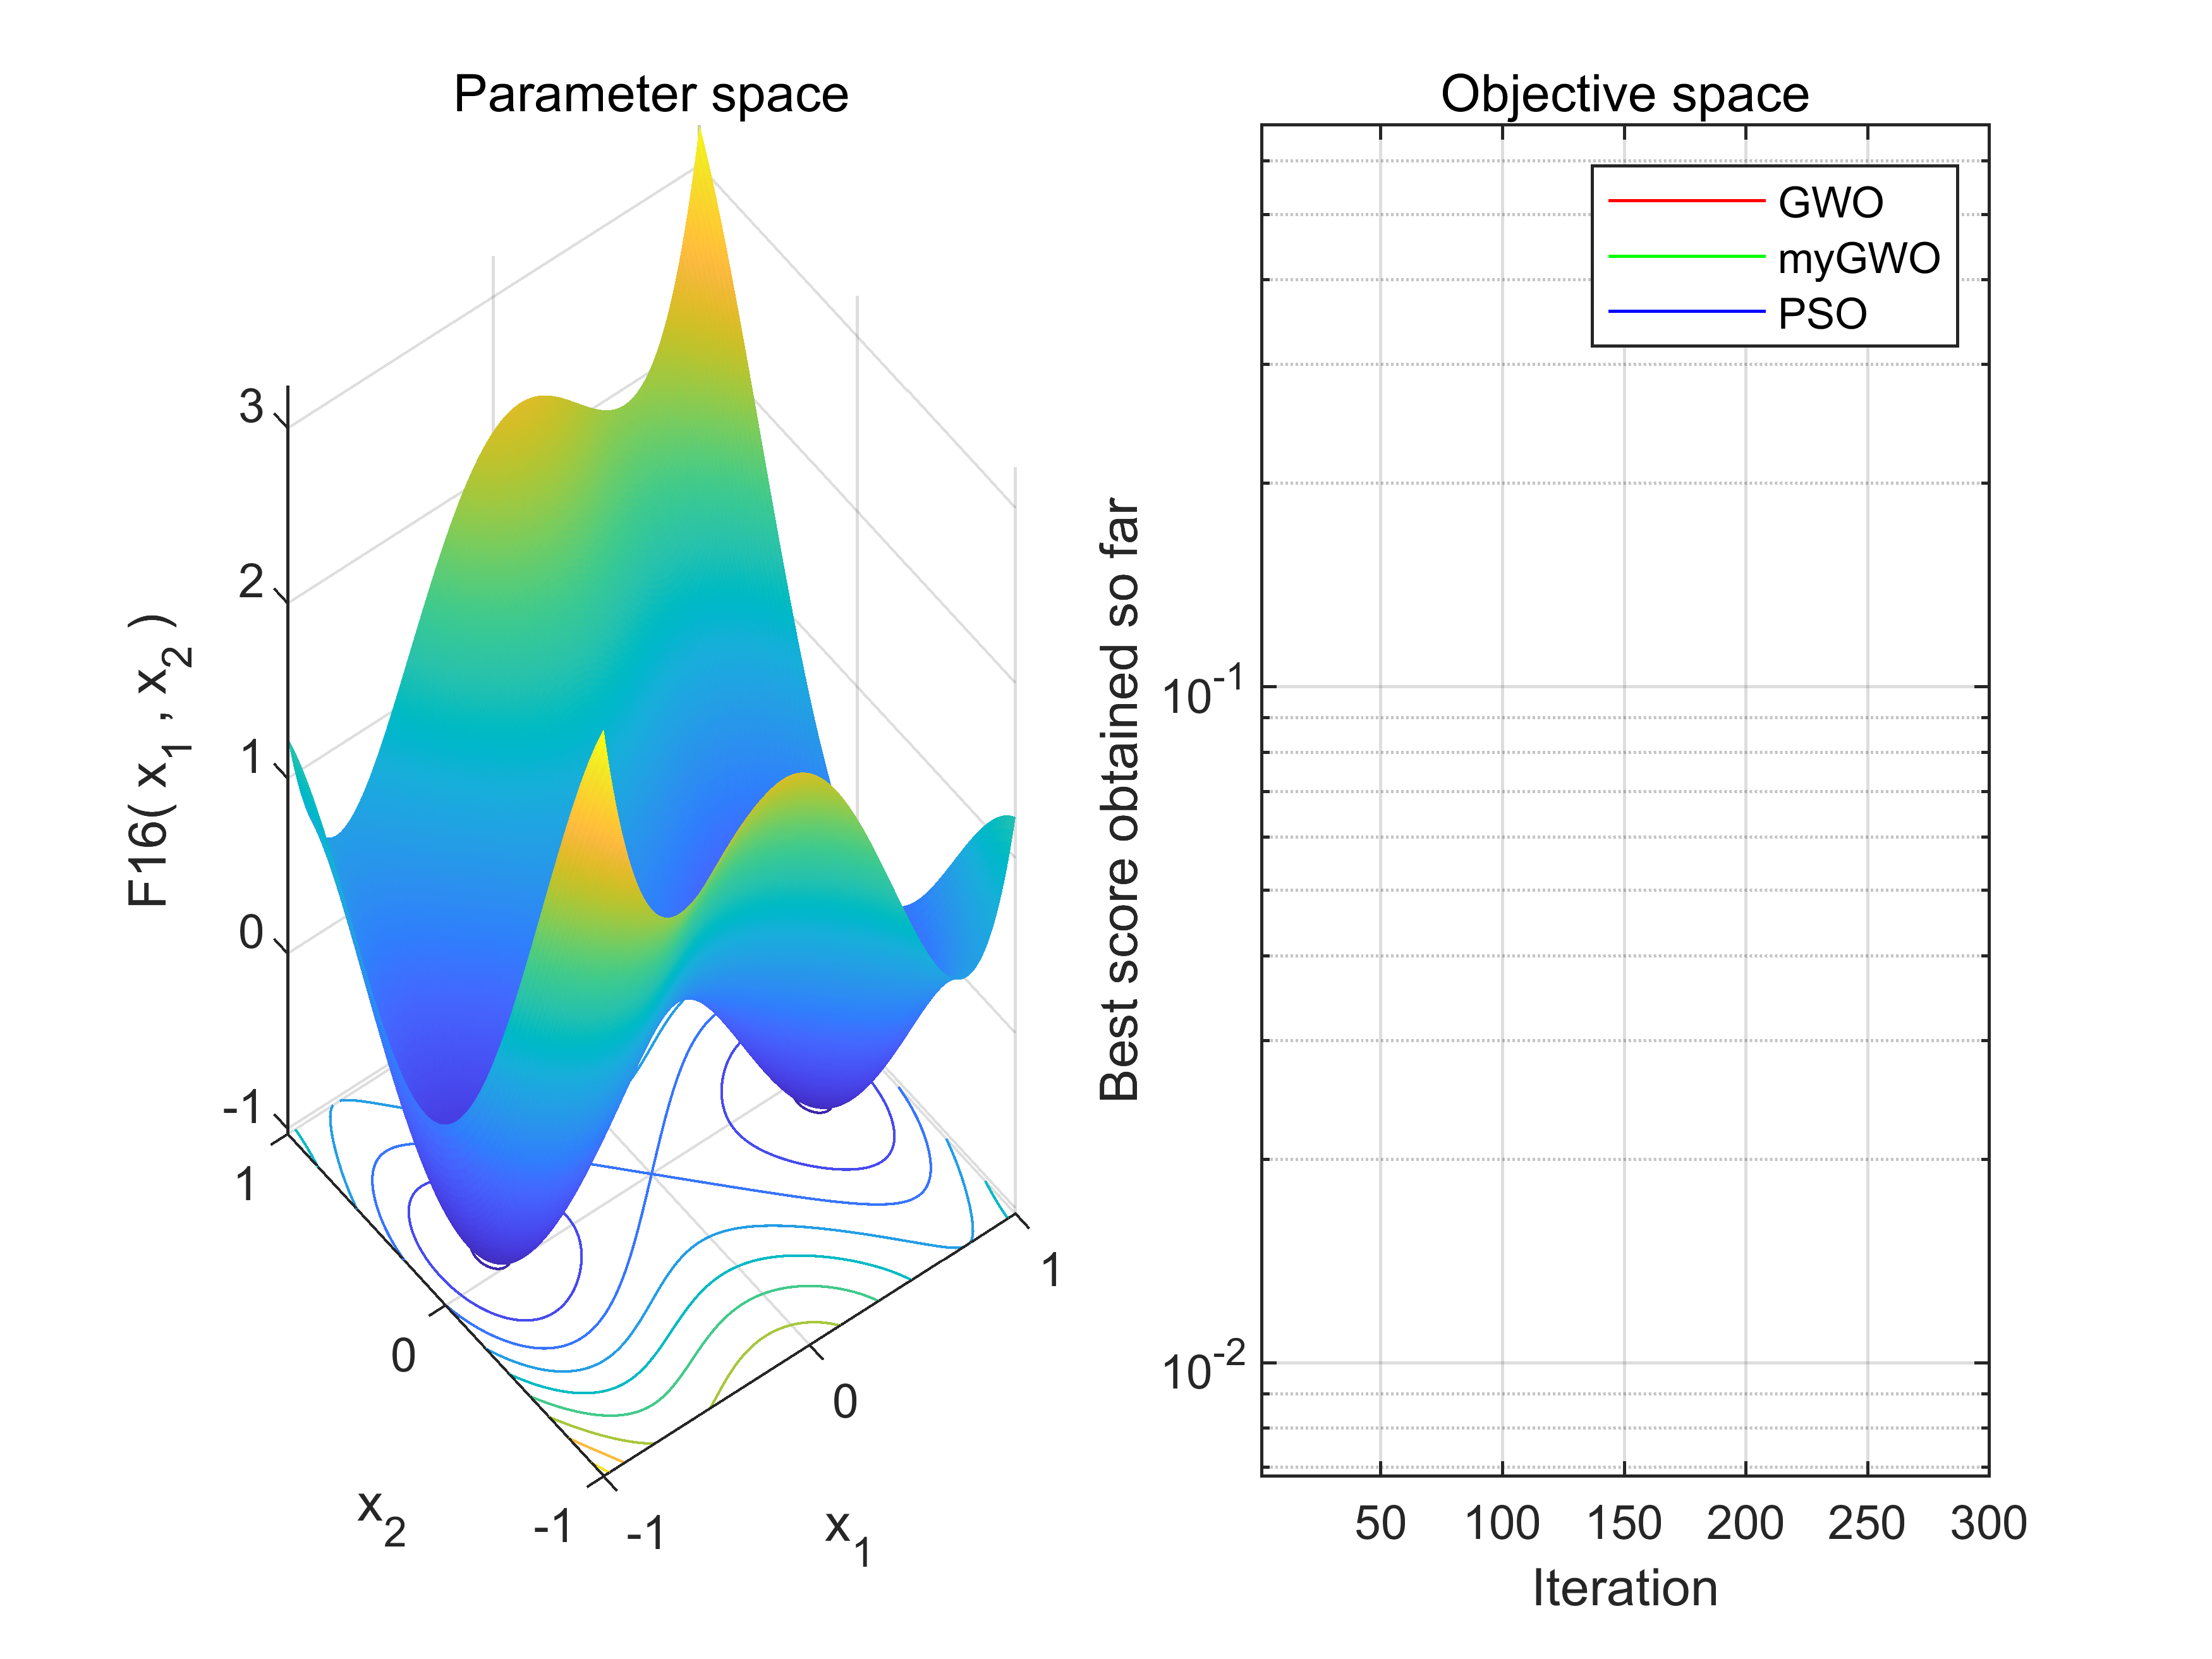 Parameter space
F16( x₁ , x₂ )
3
2
1
0
-1
1
0
-1
x₂
-1
0
1
x₁
Objective space
GWO
myGWO
PSO
Best score obtained so far
10⁻¹
10⁻²
50 100 150 200 250 300
Iteration